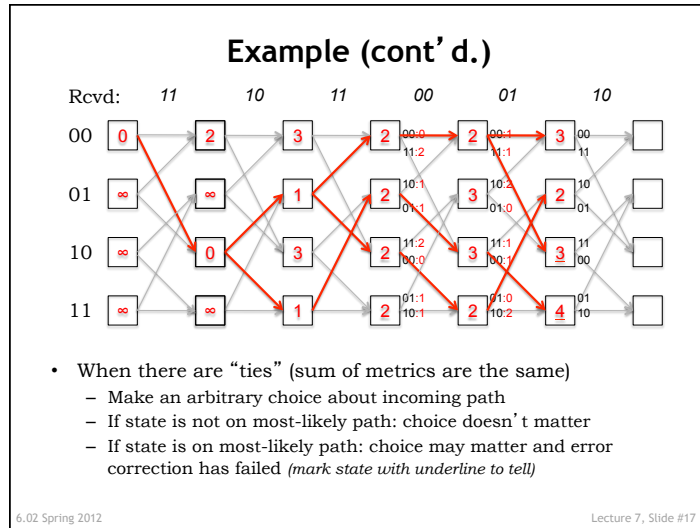 Example (cont'd.)
Rcvd: 11 10 11 00 01 10
00 0 2 3 2 00:0 2 00:1 3 00
11:2 11:1 11
01 ∞ ∞ 1 2 10:1 3 10:2 2 10
01:1 01:0 01
10 ∞ 0 3 2 11:2 3 11:1 3 11
00:0 00:1 00
11 ∞ ∞ 1 2 01:1 2 01:0 4 01
10:1 10:2 10
• When there are "ties" (sum of metrics are the same)
– Make an arbitrary choice about incoming path
– If state is not on most-likely path: choice doesn't matter
– If state is on most-likely path: choice may matter and error
correction has failed (mark state with underline to tell)
6.02 Spring 2012
Lecture 7, Slide #17